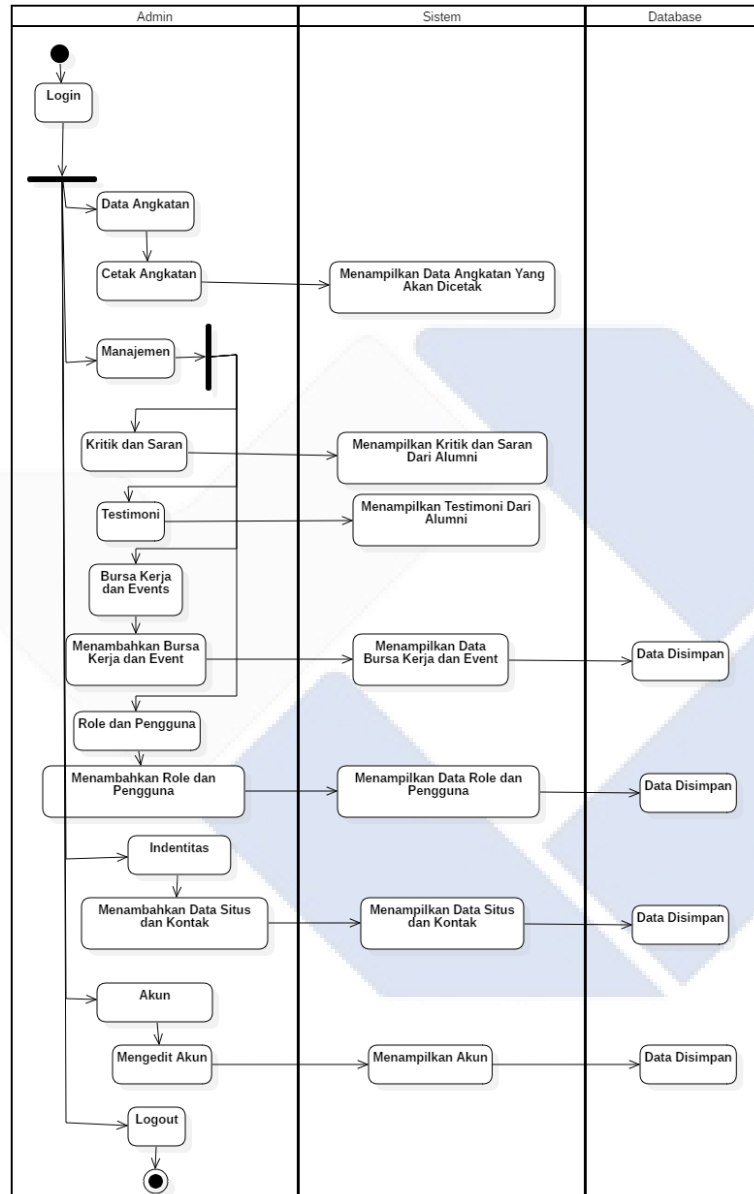 Admin
Sistem
Database
Login
Data Angkatan
Cetak Angkatan
Menampilkan Data Angkatan Yang
Akan Dicetak
Manajemen
Kritik dan Saran
Menampilkan Kritik dan Saran
Dari Alumni
Testimoni
Menampilkan Testimoni Dari
Alumni
Bursa Kerja
dan Events
Menambahkan Bursa
Kerja dan Event
Menampilkan Data
Bursa Kerja dan Event
Data Disimpan
Role dan Pengguna
Menambahkan Role dan
Pengguna
Menampilkan Data Role dan
Pengguna
Data Disimpan
Indentitas
Menambahkan Data Situs
dan Kontak
Menampilkan Data Situs
dan Kontak
Data Disimpan
Akun
Mengedit Akun
Menampilkan Akun
Data Disimpan
Logout